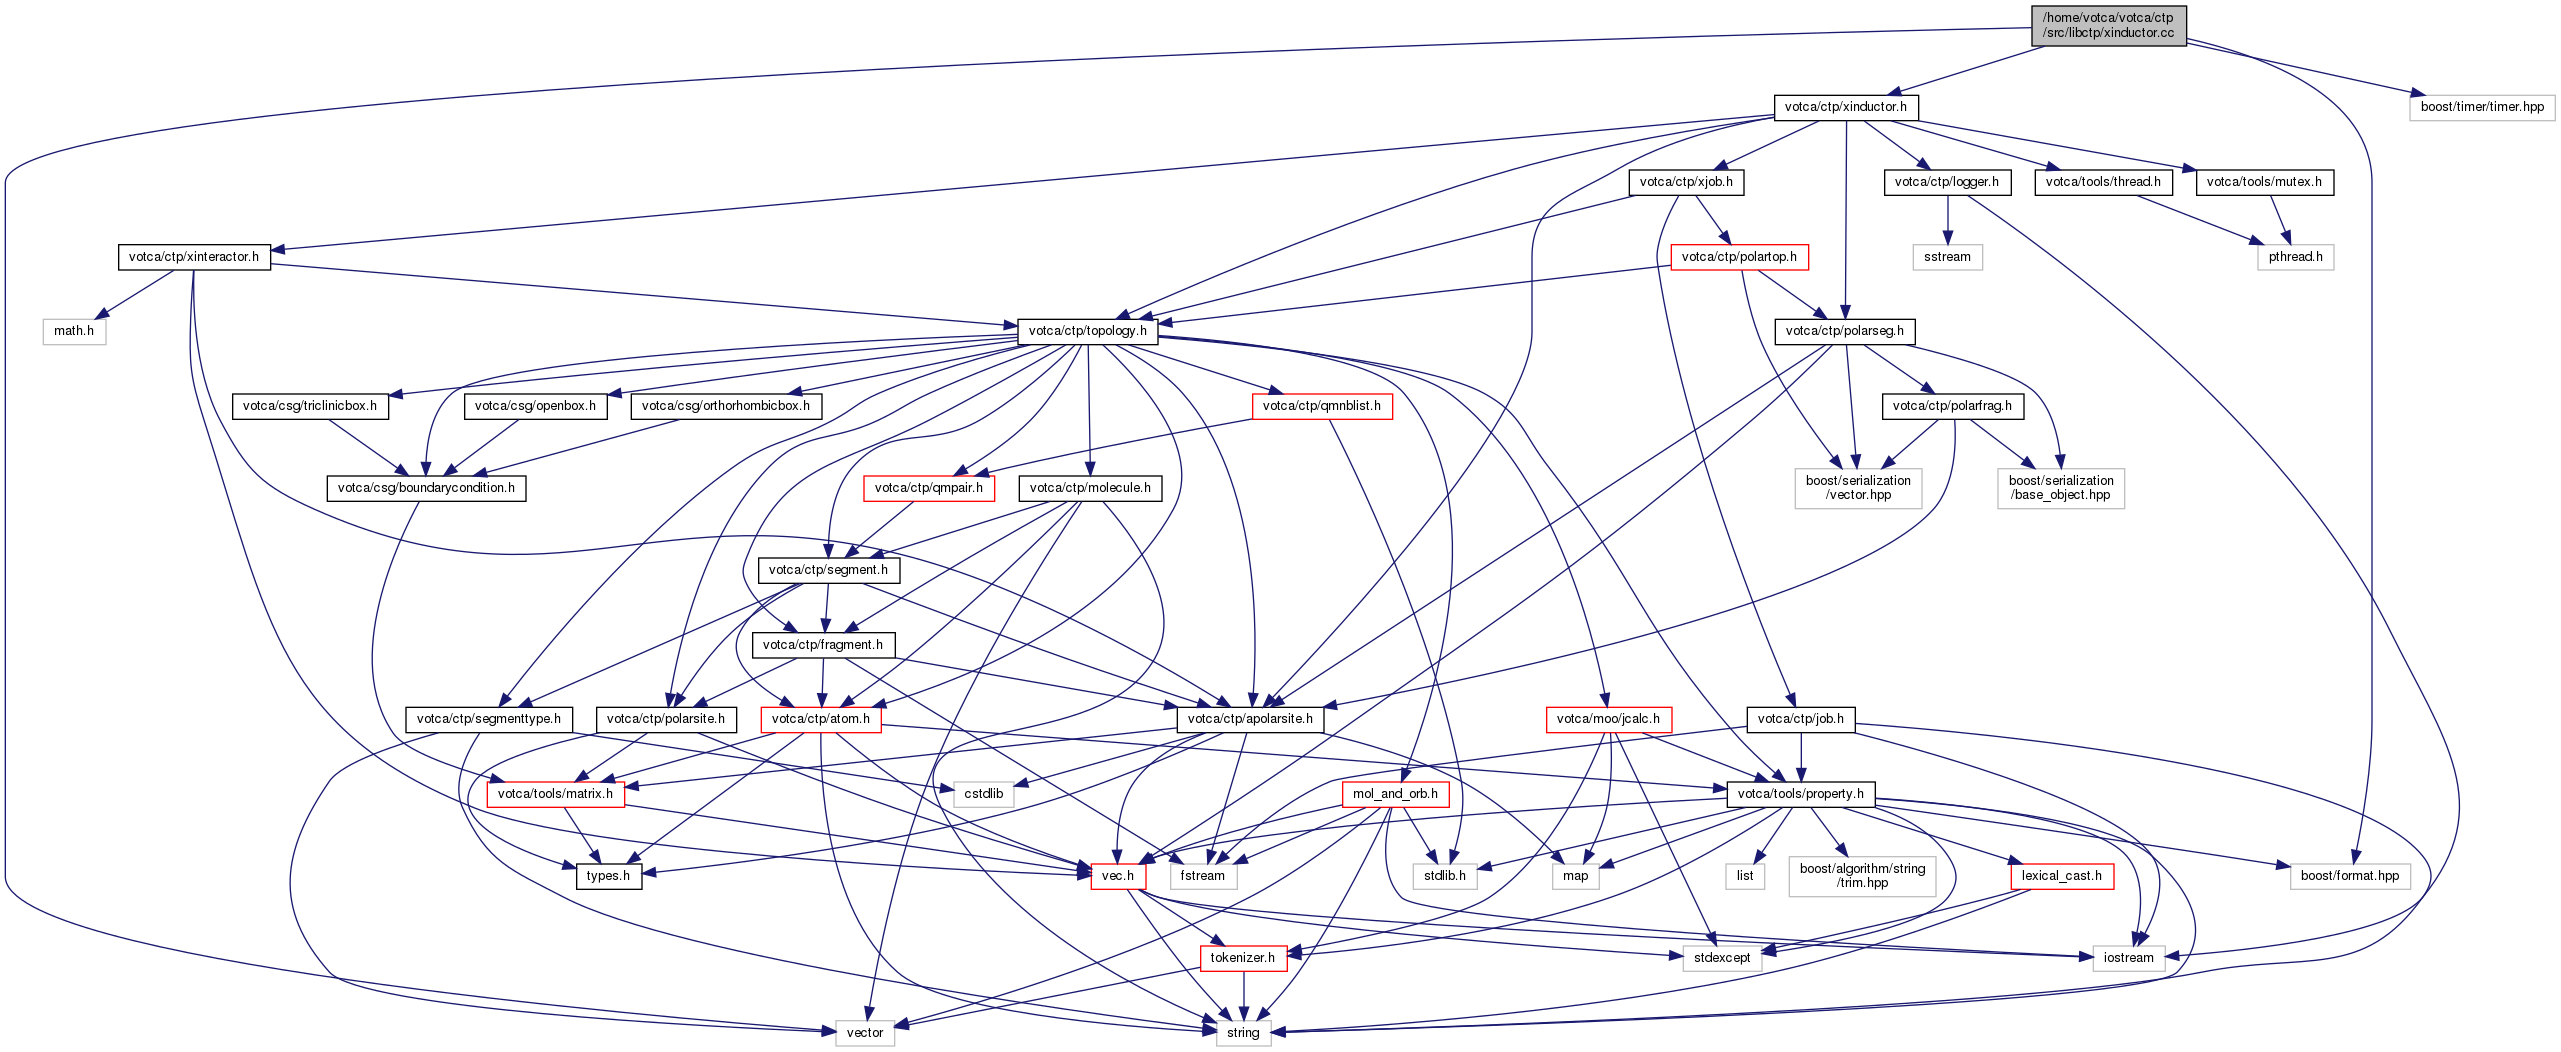 /home/votca/votca/ctp
/src/libctp/xinductor.cc
votca/ctp/xinductor.h
boost/timer/timer.hpp
votca/ctp/xjob.h
votca/ctp/logger.h
votca/tools/thread.h
votca/tools/mutex.h
votca/ctp/xinteractor.h
votca/ctp/polartop.h
sstream
pthread.h
math.h
votca/ctp/topology.h
votca/ctp/polarseg.h
votca/csg/triclinicbox.h
votca/csg/openbox.h
votca/csg/orthorhombicbox.h
votca/ctp/qmnblist.h
votca/ctp/polarfrag.h
votca/csg/boundarycondition.h
votca/ctp/qmpair.h
votca/ctp/molecule.h
boost/serialization
/vector.hpp
boost/serialization
/base_object.hpp
votca/ctp/segment.h
votca/ctp/fragment.h
votca/ctp/segmenttype.h
votca/ctp/polarsite.h
votca/ctp/atom.h
votca/ctp/apolarsite.h
votca/moo/jcalc.h
votca/ctp/job.h
votca/tools/matrix.h
cstdlib
mol_and_orb.h
votca/tools/property.h
types.h
vec.h
fstream
stdlib.h
map
list
boost/algorithm/string
/trim.hpp
lexical_cast.h
boost/format.hpp
tokenizer.h
stdexcept
iostream
vector
string